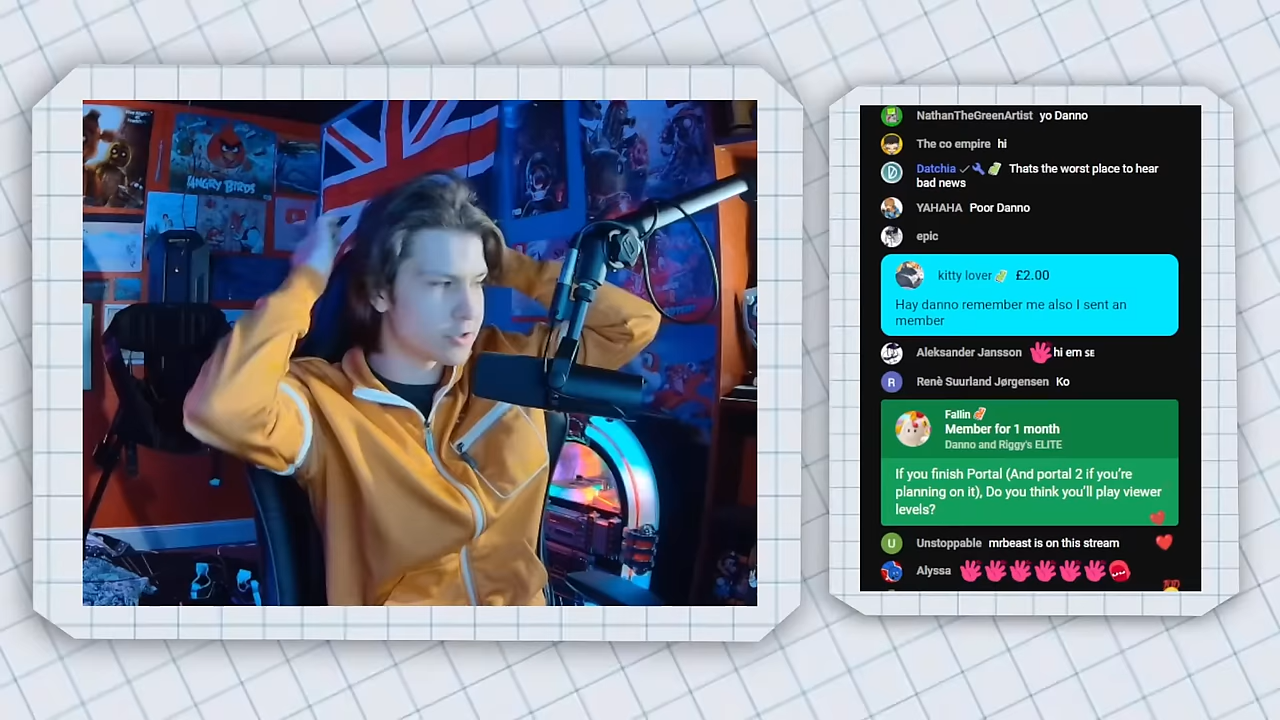 ANGRY BIRDS
NathanTheGreenArtist yo Danno
The co empire hi
Datchia Thats the worst place to hear
bad news
YAHAHA Poor Danno
epic
kitty lover £2.00
Hay danno remember me also I sent an
member
Aleksander Jansson hi em SE
Renè Suurland Jørgensen Ko
Fallin
Member for 1 month
Danno and Riggy's ELITE
If you finish Portal (And portal 2 if you're
planning on it), Do you think you'll play viewer
levels?
U Unstoppable mrbeast is on this stream
Alyssa